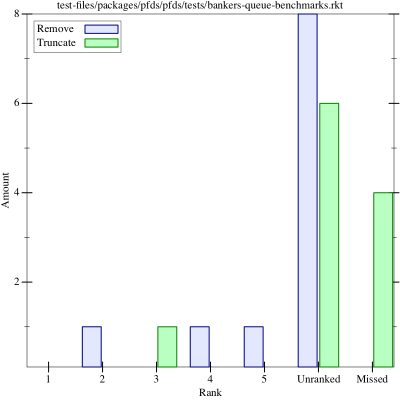 test-files/packages/pfds/pfds/tests/bankers-queue-benchmarks.rkt
Remove
Truncate
8
6
4
2
Amount
1 2 3 4 5 Unranked Missed
Rank